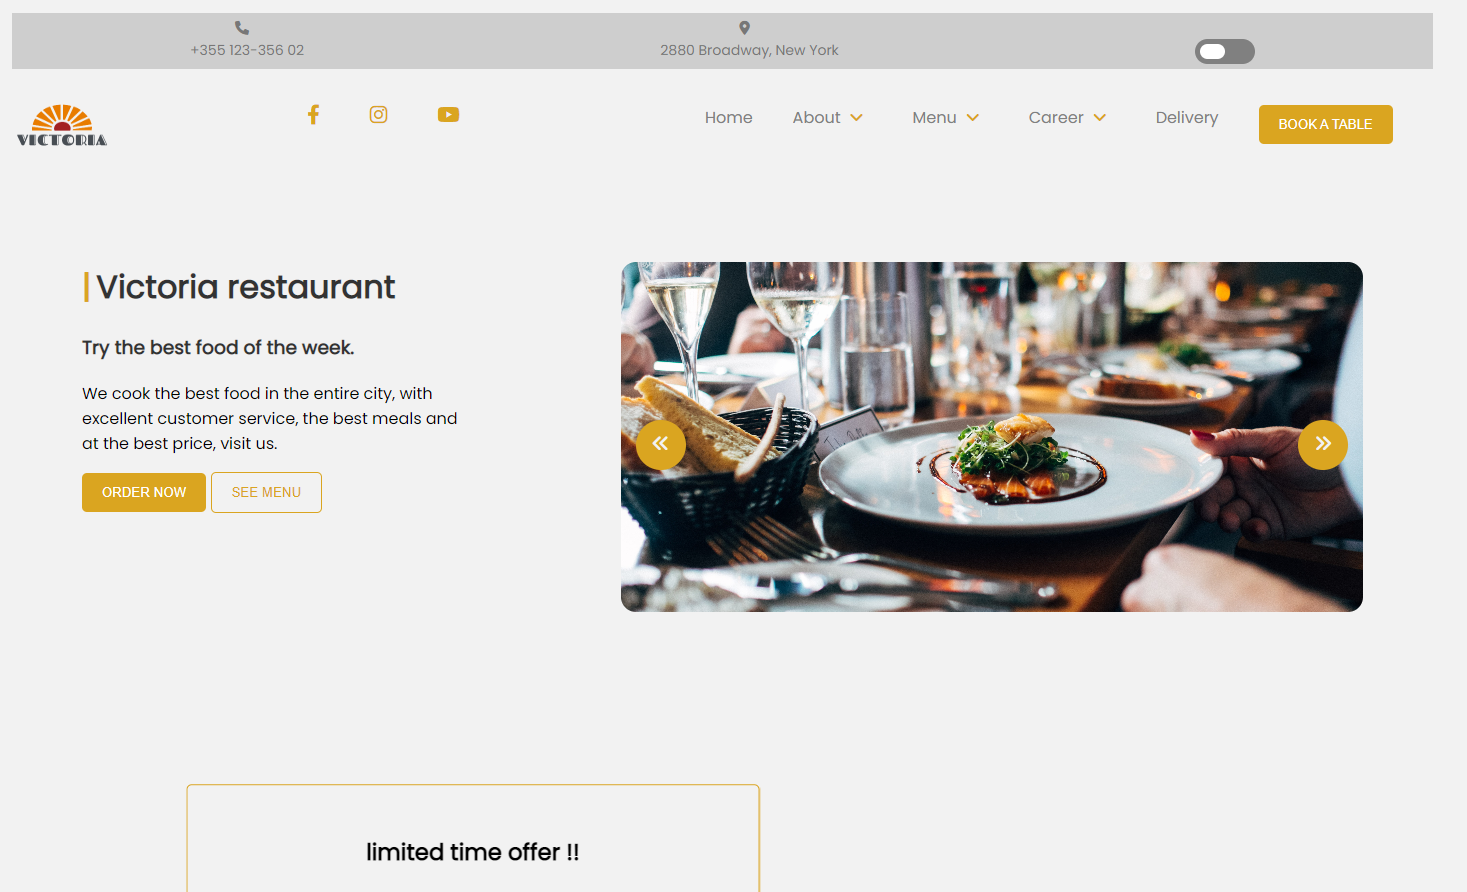 +355 123-356 02
2880 Broadway, New York
VICTORIA
Home
About
Menu
Career
Delivery
BOOK A TABLE
Victoria restaurant
Try the best food of the week.
We cook the best food in the entire city, with
excellent customer service, the best meals and
at the best price, visit us.
ORDER NOW
SEE MENU
limited time offer !!